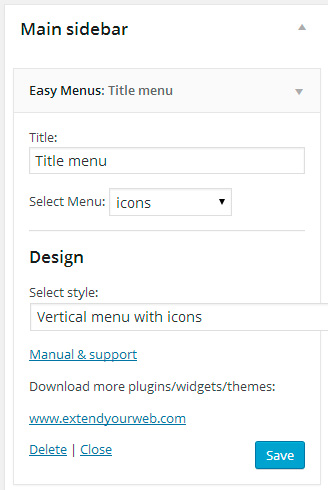 Main sidebar
Easy Menus: Title menu
Title:
Title menu
Select Menu: icons
Design
Select style:
Vertical menu with icons
Manual & support
Download more plugins/widgets/themes:
www.extendyourweb.com
Delete | Close
Save